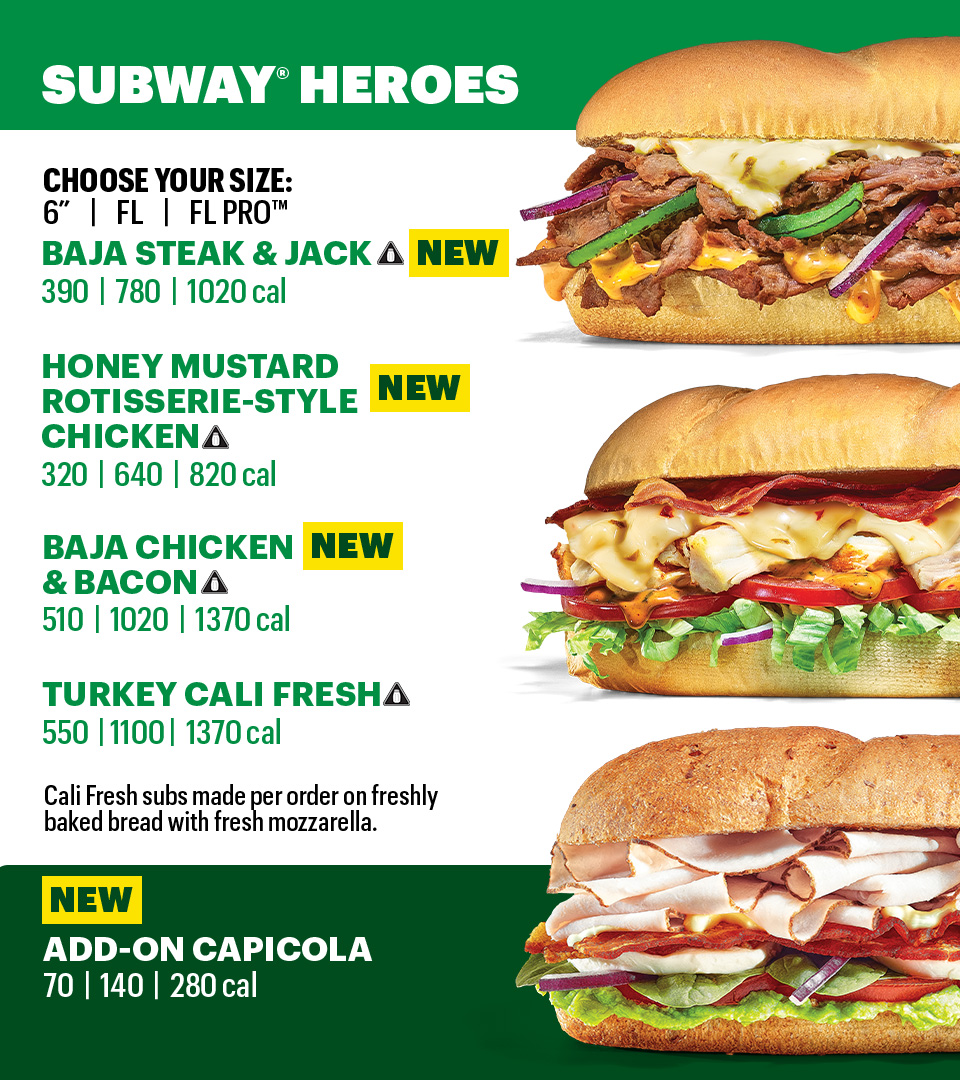 SUBWAY® HEROES
CHOOSE YOUR SIZE:
6” | FL | FL PRO™
BAJA STEAK & JACK NEW
390 | 780 | 1020 cal
HONEY MUSTARD
ROTISSERIE-STYLE NEW
CHICKEN
320 | 640 | 820 cal
BAJA CHICKEN NEW
& BACON
510 | 1020 | 1370 cal
TURKEY CALI FRESH
550 | 1100 | 1370 cal
Cali Fresh subs made per order on freshly
baked bread with fresh mozzarella.
NEW
ADD-ON CAPICOLA
70 | 140 | 280 cal